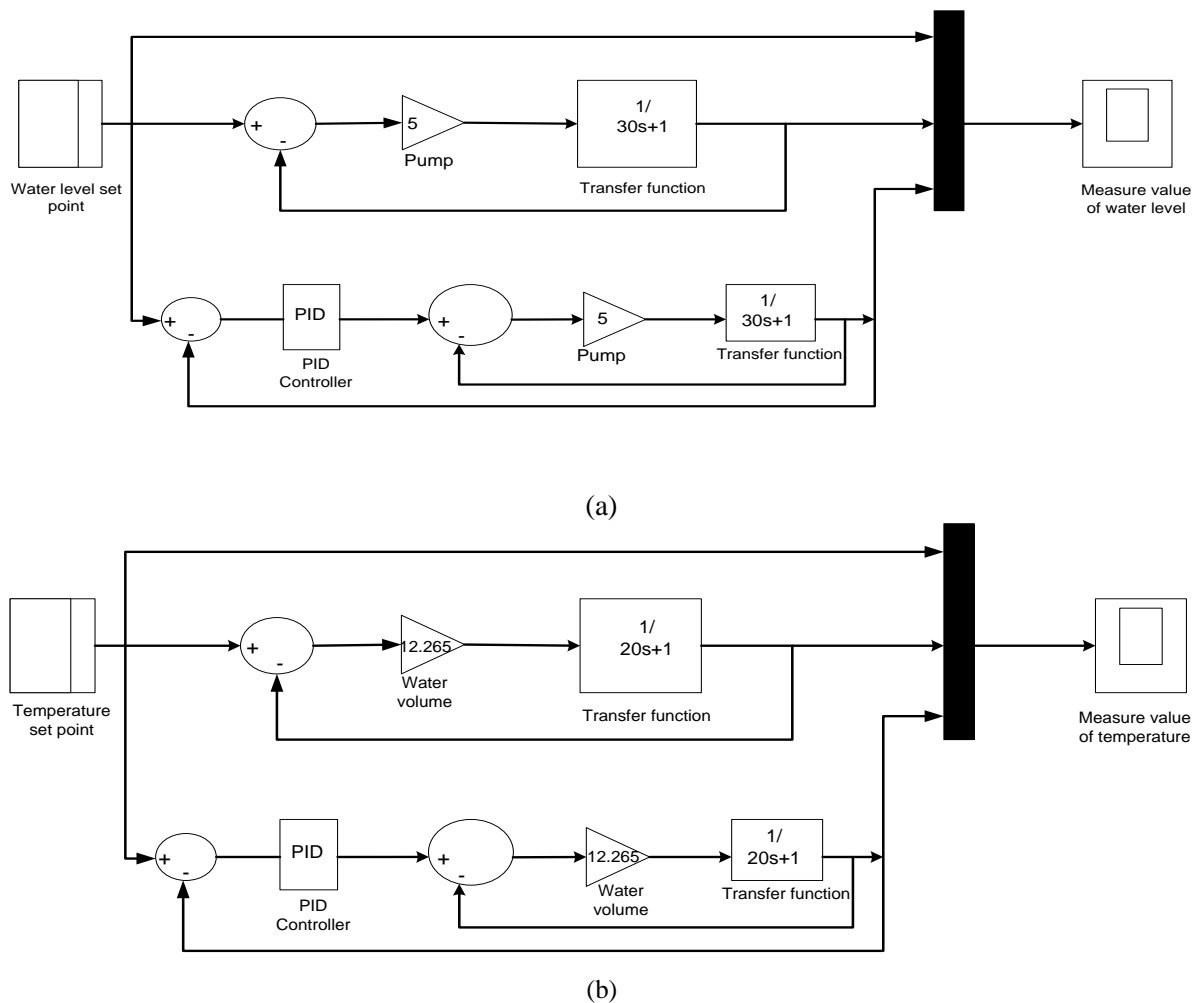 +
-
5
Pump
1/
30s+1
Transfer function
Water level set
point
Measure value
of water level
+
-
PID
PID
Controller
+
-
5
Pump
1/
30s+1
Transfer function
(a)
+
-
12.265
Water
volume
1/
20s+1
Transfer function
Temperature
set point
Measure value
of temperature
+
-
PID
PID
Controller
+
-
12.265
Water
volume
1/
20s+1
Transfer function
(b)